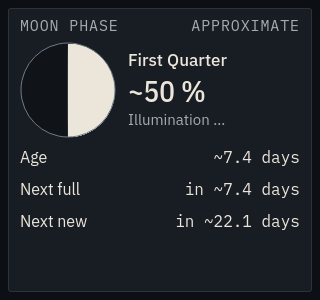 MOON PHASE APPROXIMATE
First Quarter
~50 %
Illumination ...
Age ~7.4 days
Next full in ~7.4 days
Next new in ~22.1 days